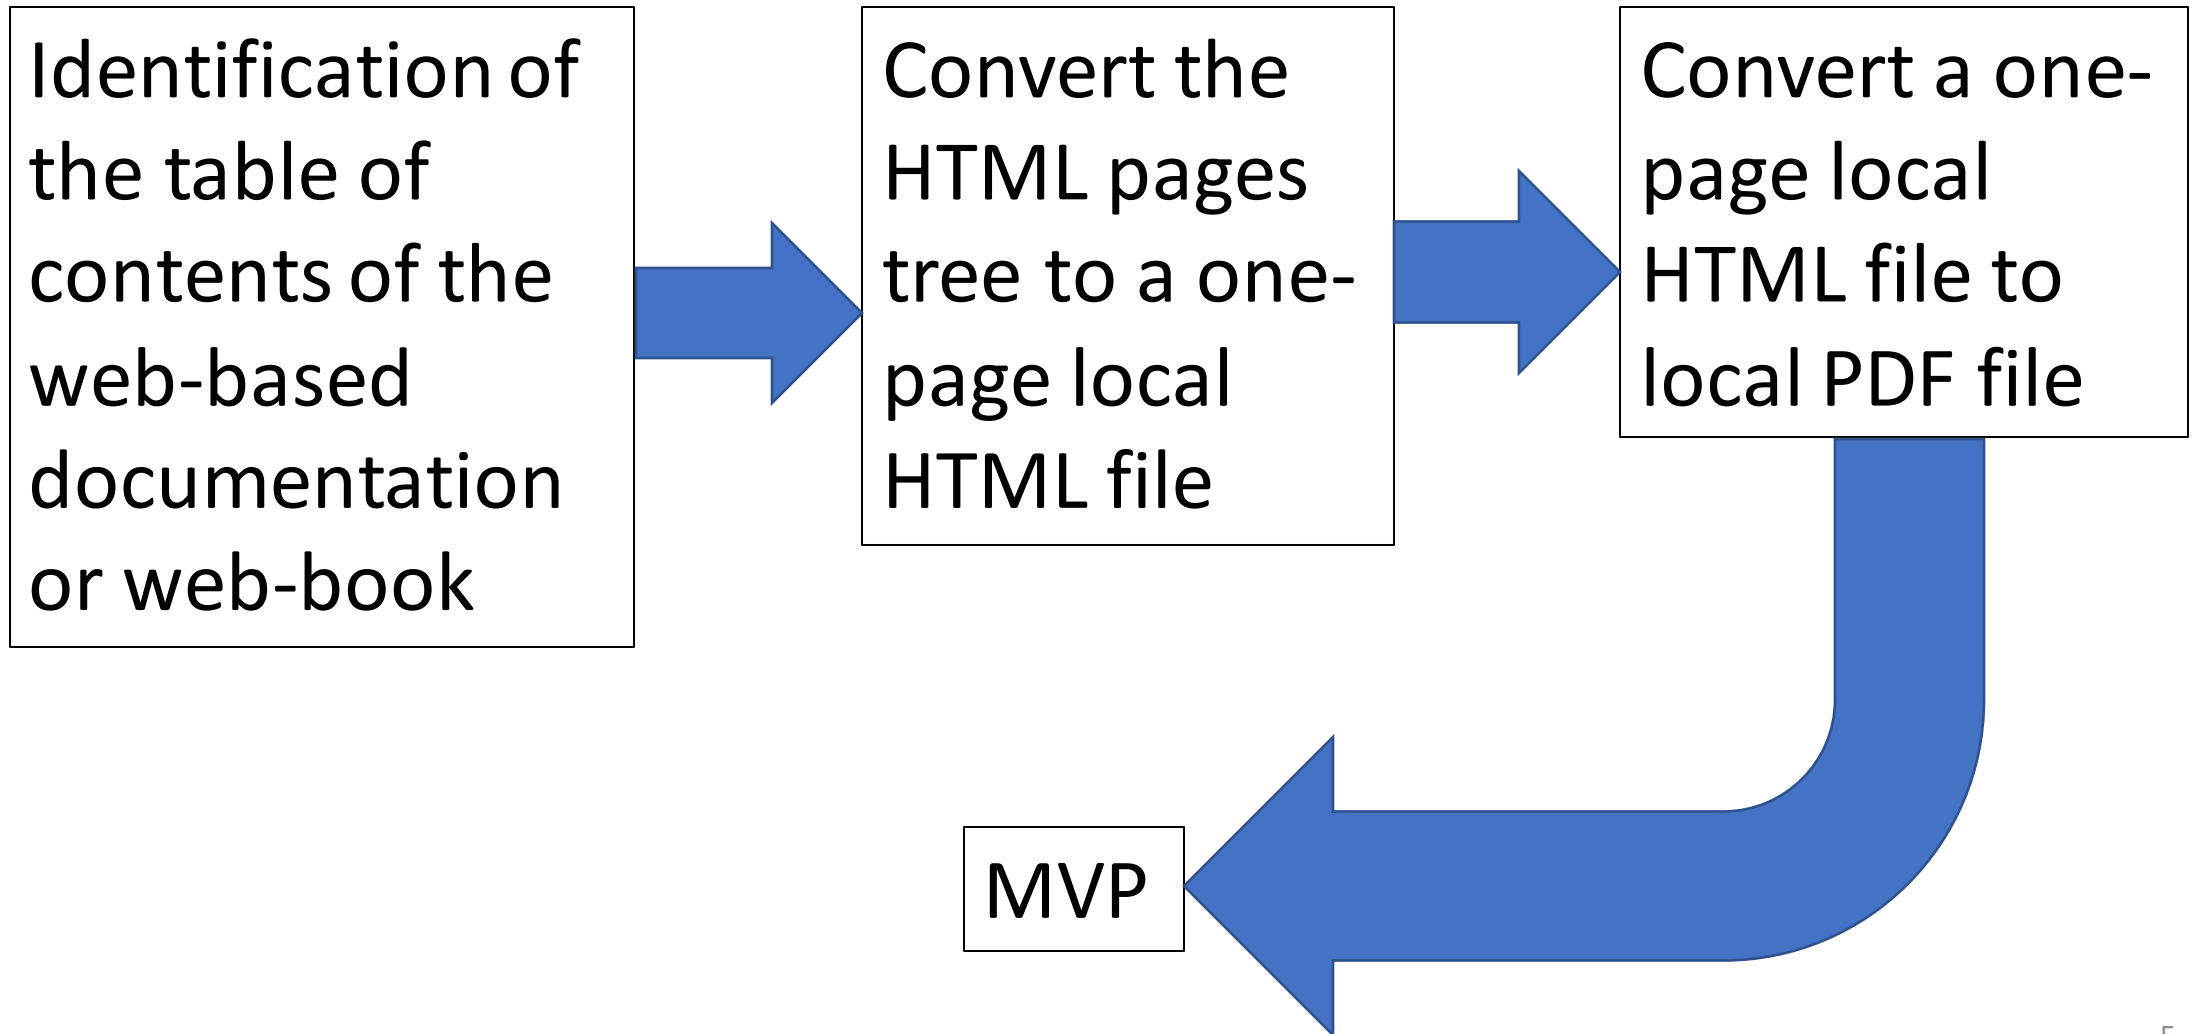 Identification of
the table of
contents of the
web-based
documentation
or web-book
Convert the
HTML pages
tree to a one-
page local
HTML file
Convert a one-
page local
HTML file to
local PDF file
MVP